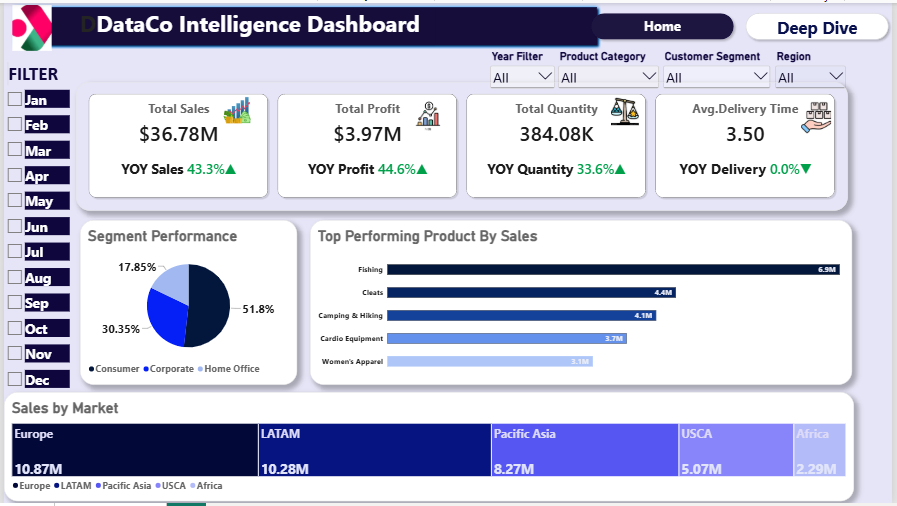 DDataCo Intelligence Dashboard
Home
Deep Dive
Year Filter Product Category Customer Segment Region
All All All All
FILTER
Jan
Feb
Mar
Apr
May
Jun
Jul
Aug
Sep
Oct
Nov
Dec
Total Sales
$36.78M
YOY Sales 43.3%▲
Total Profit
$3.97M
YOY Profit 44.6%▲
Total Quantity
384.08K
YOY Quantity 33.6%▲
Avg.Delivery Time
3.50
YOY Delivery 0.0%▼
Segment Performance
17.85%
51.8%
30.35%
Consumer Corporate Home Office
Top Performing Product By Sales
Fishing 6.9M
Cleats 4.4M
Camping & Hiking 4.1M
Cardio Equipment 3.7M
Women's Apparel 3.1M
Sales by Market
Europe LATAM Pacific Asia USCA Africa
10.87M 10.28M 8.27M 5.07M 2.29M
Europe LATAM Pacific Asia USCA Africa